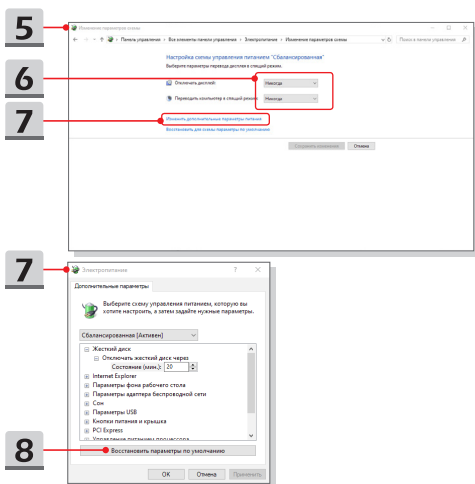 5
Изменение параметров схемы
Панель управления › Все элементы панели управления › Электропитание › Изменение параметров схемы
Поиск в панели управления
Настройка схемы управления питанием "Сбалансированная"
Выберите параметры перевода дисплея в спящий режим.
6
Отключать дисплей:
Никогда
Переводить компьютер в спящий режим:
Никогда
7
Изменить дополнительные параметры питания
Восстановить для схемы параметры по умолчанию
Сохранить изменения
Отмена
7
Электропитание
Дополнительные параметры
Выберите схему управления питанием, которую вы
хотите настроить, а затем задайте нужные параметры.
Сбалансированная [Активен]
Жесткий диск
Отключать жесткий диск через
Состояние (мин.): 20
Internet Explorer
Параметры фона рабочего стола
Параметры адаптера беспроводной сети
Сон
Параметры USB
Кнопки питания и крышка
PCI Express
Управление питанием процессора
8
Восстановить параметры по умолчанию
ОК
Отмена
Применить